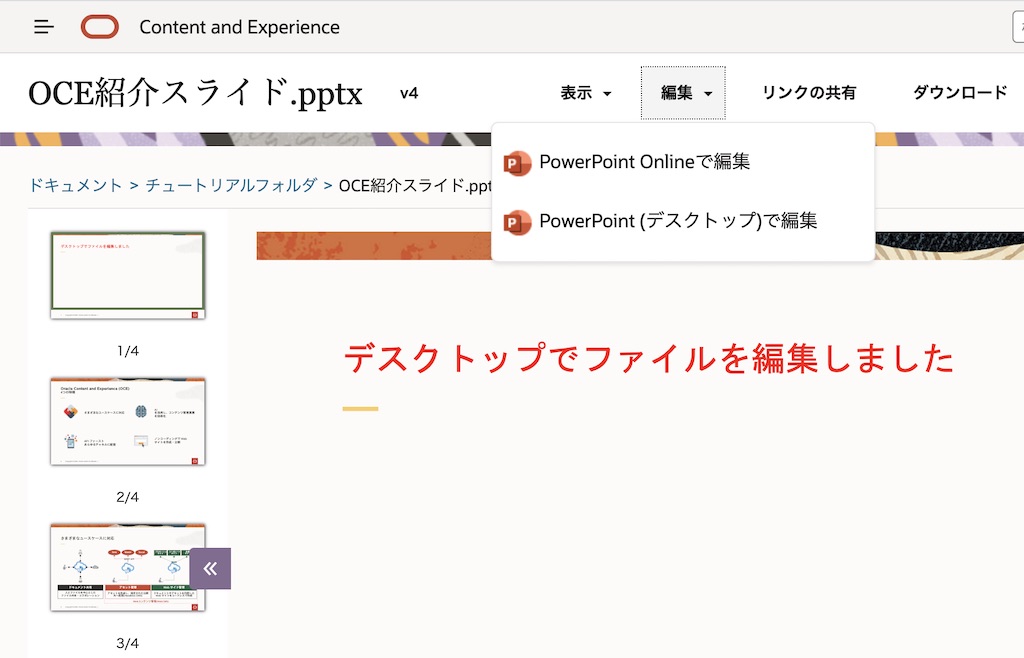 Content and Experience
OCE紹介スライド.pptx
v4
表示
編集
リンクの共有
ダウンロード
PowerPoint Onlineで編集
PowerPoint (デスクトップ)で編集
ドキュメント > チュートリアルフォルダ > OCE紹介スライド.ppt
デスクトップでファイルを編集しました
1/4
Oracle Content and Experience (OCE)
4つの特徴
2/4
さまざまなユースケースに対応
3/4
デスクトップでファイルを編集しました